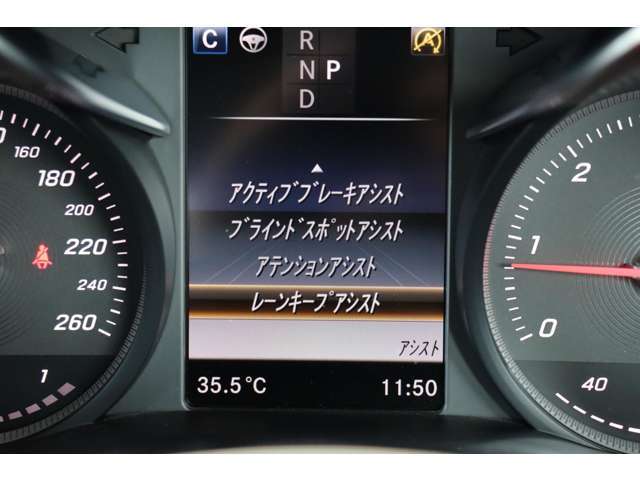 C
R
N P
D
A
アクティブブレーキアシスト
ブラインドスポットアシスト
アテンションアシスト
レーンキープアシスト
アシスト
35.5°C
11:50
160
180
200
220
240
260
1
2
1
0
40